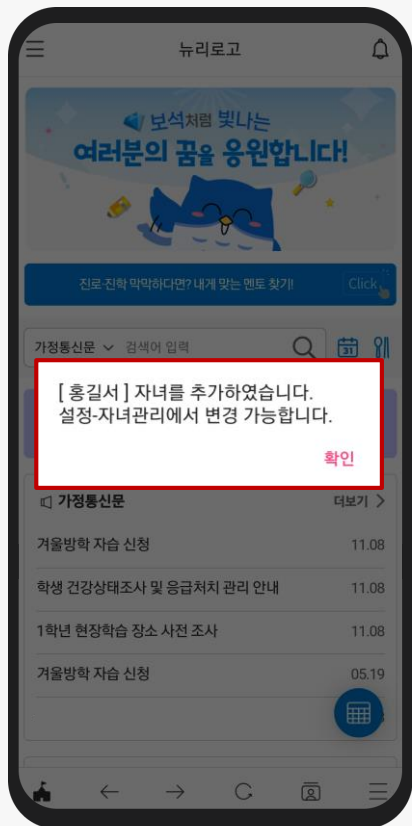 뉴리로고
보석처럼 빛나는
여러분의 꿈을 응원합니다!
진로·진학 막막하다면? 내게 맞는 멘토 찾기!
Click
가정통신문
검색어 입력
31
[ 홍길서 ] 자녀를 추가하였습니다.
설정-자녀관리에서 변경 가능합니다.
확인
가정통신문
더보기
겨울방학 자습 신청
11.08
학생 건강상태조사 및 응급처치 관리 안내
11.08
1학년 현장학습 장소 사전 조사
11.08
겨울방학 자습 신청
05.19